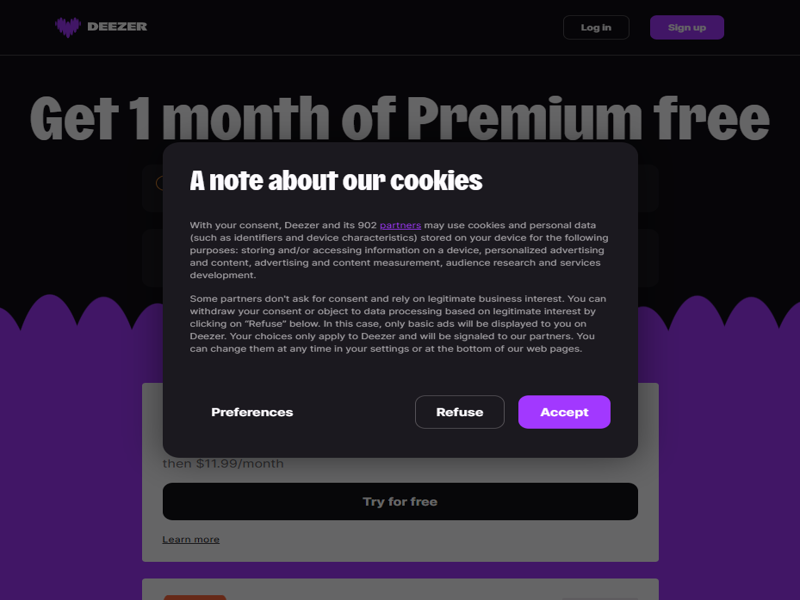 DEEZER
Log in
Sign up
Get 1 month of Premium free
A note about our cookies
With your consent, Deezer and its 902 partners may use cookies and personal data
(such as identifiers and device characteristics) stored on your device for the following
purposes: storing and/or accessing information on a device, personalized advertising
and content, advertising and content measurement, audience research and services
development.
Some partners don't ask for consent and rely on legitimate business interest. You can
withdraw your consent or object to data processing based on legitimate interest by
clicking on "Refuse" below. In this case, only basic ads will be displayed to you on
Deezer. Your choices only apply to Deezer and will be signaled to our partners. You
can change them at any time in your settings or at the bottom of our web pages.
Preferences
Refuse
Accept
then $11.99/month
Try for free
Learn more